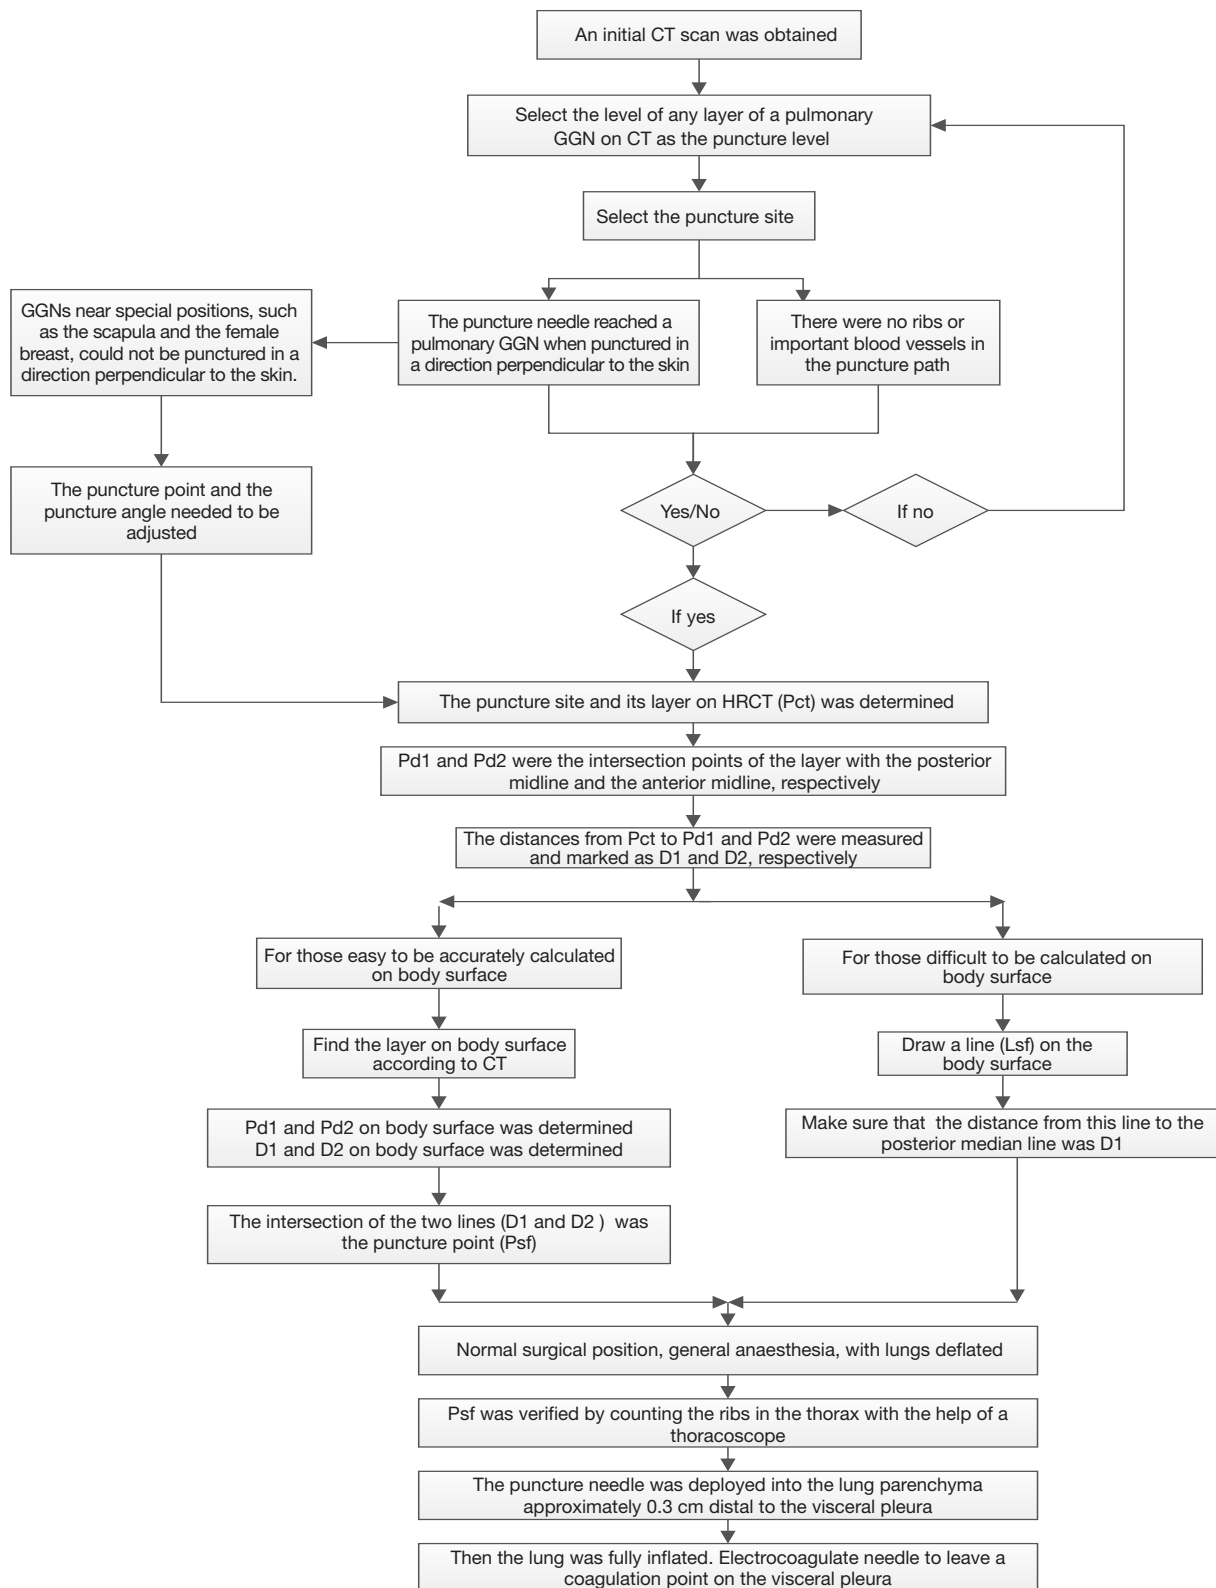 An initial CT scan was obtained
Select the level of any layer of a pulmonary
GGN on CT as the puncture level
Select the puncture site
GGNs near special positions, such
as the scapula and the female
breast, could not be punctured in a
direction perpendicular to the skin.
The puncture needle reached a
pulmonary GGN when punctured in
a direction perpendicular to the skin
There were no ribs or
important blood vessels in
the puncture path
The puncture point and the
puncture angle needed to be
adjusted
Yes/No
If no
If yes
The puncture site and its layer on HRCT (Pct) was determined
Pd1 and Pd2 were the intersection points of the layer with the posterior
midline and the anterior midline, respectively
The distances from Pct to Pd1 and Pd2 were measured
and marked as D1 and D2, respectively
For those easy to be accurately calculated
on body surface
For those difficult to be calculated on
body surface
Find the layer on body surface
according to CT
Draw a line (Lsf) on the
body surface
Pd1 and Pd2 on body surface was determined
D1 and D2 on body surface was determined
Make sure that the distance from this line to the
posterior median line was D1
The intersection of the two lines (D1 and D2 ) was
the puncture point (Psf)
Normal surgical position, general anaesthesia, with lungs deflated
Psf was verified by counting the ribs in the thorax with the help of a
thoracoscope
The puncture needle was deployed into the lung parenchyma
approximately 0.3 cm distal to the visceral pleura
Then the lung was fully inflated. Electrocoagulate needle to leave a
coagulation point on the visceral pleura